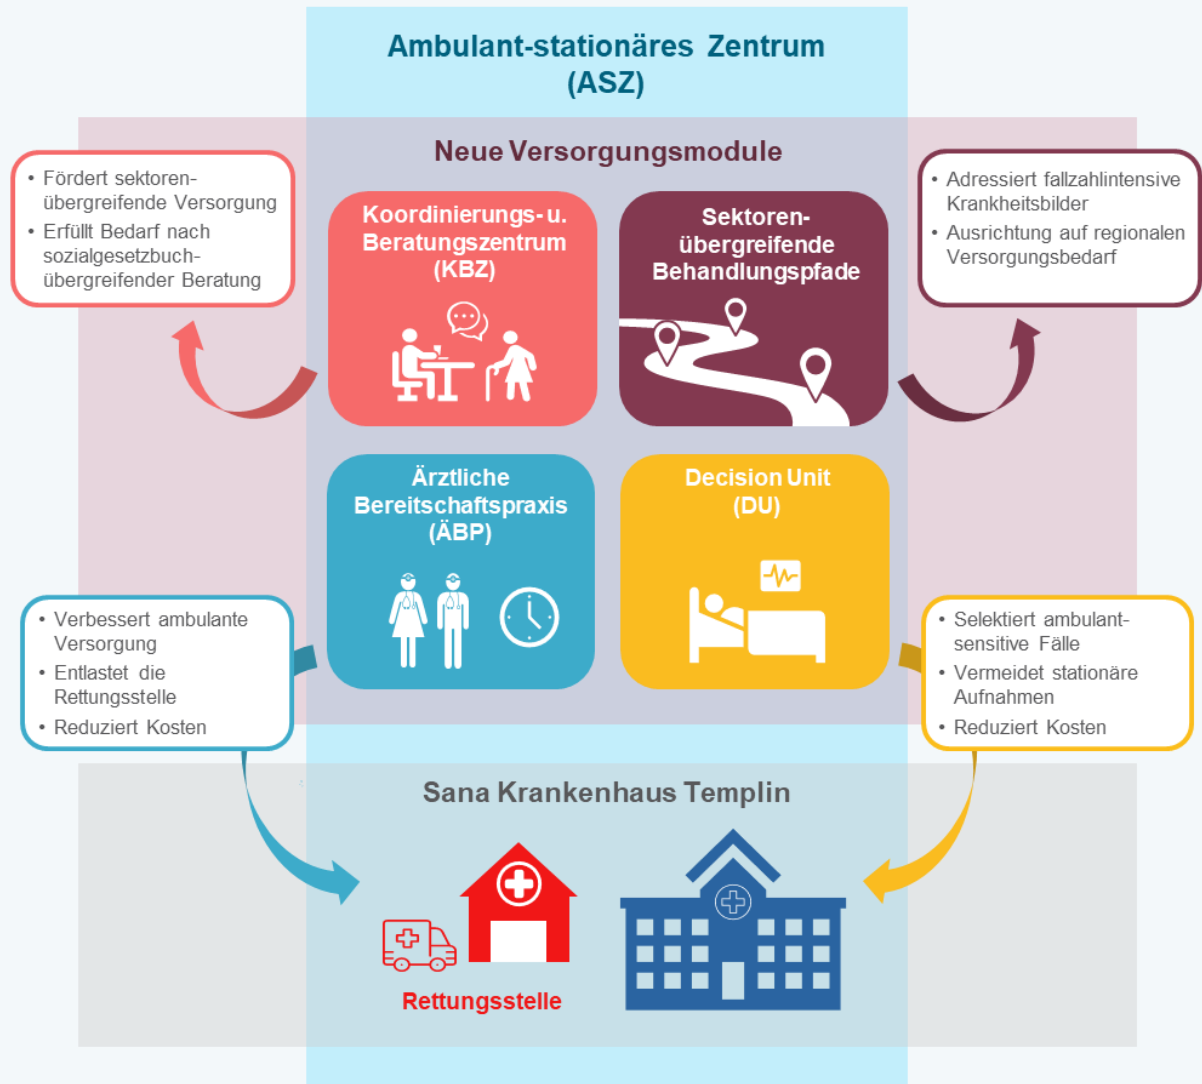 Ambulant-stationäres Zentrum
(ASZ)
Neue Versorgungsmodule
• Fördert sektoren-
übergreifende Versorgung
• Erfüllt Bedarf nach
sozialgesetzbuch-
übergreifender Beratung
Koordinierungs- u.
Beratungszentrum
(KBZ)
Sektoren-
übergreifende
Behandlungspfade
• Adressiert fallzahlintensive
Krankheitsbilder
• Ausrichtung auf regionalen
Versorgungsbedarf
Ärztliche
Bereitschaftspraxis
(ÄBP)
Decision Unit
(DU)
• Verbessert ambulante
Versorgung
• Entlastet die
Rettungsstelle
• Reduziert Kosten
• Selektiert ambulant-
sensitive Fälle
• Vermeidet stationäre
Aufnahmen
• Reduziert Kosten
Sana Krankenhaus Templin
Rettungsstelle